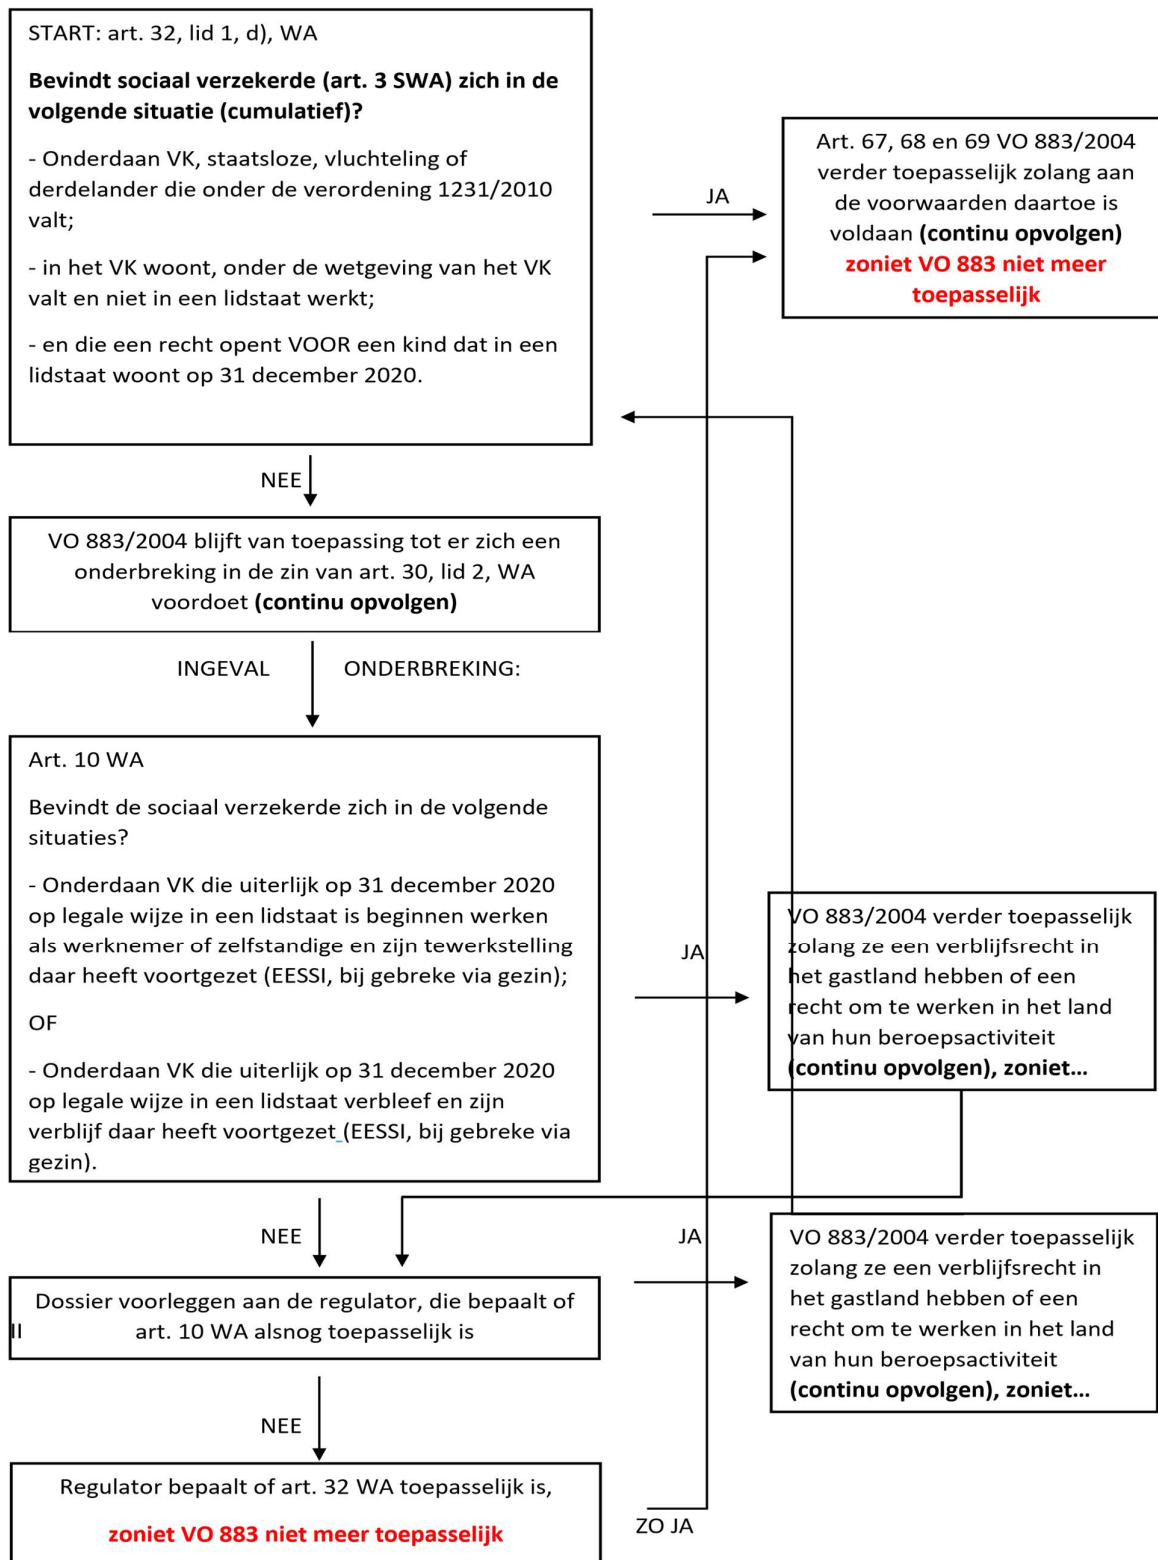 START: art. 32, lid 1, d), WA
Bevindt sociaal verzekerde (art. 3 SWA) zich in de
volgende situatie (cumulatief)?
- Onderdaan VK, staatsloze, vluchteling of
derdelander die onder de verordening 1231/2010
valt;
- in het VK woont, onder de wetgeving van het VK
valt en niet in een lidstaat werkt;
- en die een recht opent VOOR een kind dat in een
lidstaat woont op 31 december 2020.
JA
Art. 67, 68 en 69 VO 883/2004
verder toepasselijk zolang aan
de voorwaarden daartoe is
voldaan (continu opvolgen)
zoniet VO 883 niet meer
toepasselijk
NEE
VO 883/2004 blijft van toepassing tot er zich een
onderbreking in de zin van art. 30, lid 2, WA
voordoet (continu opvolgen)
INGEVAL ONDERBREKING:
Art. 10 WA
Bevindt de sociaal verzekerde zich in de volgende
situaties?
- Onderdaan VK die uiterlijk op 31 december 2020
op legale wijze in een lidstaat is beginnen werken
als werknemer of zelfstandige en zijn tewerkstelling
daar heeft voortgezet (EESSI, bij gebreke via gezin);
OF
- Onderdaan VK die uiterlijk op 31 december 2020
op legale wijze in een lidstaat verbleef en zijn
verblijf daar heeft voortgezet (EESSI, bij gebreke via
gezin).
JA
VO 883/2004 verder toepasselijk
zolang ze een verblijfsrecht in
het gastland hebben of een
recht om te werken in het land
van hun beroepsactiviteit
(continu opvolgen), zoniet…
NEE
Dossier voorleggen aan de regulator, die bepaalt of
II art. 10 WA alsnog toepasselijk is
JA
VO 883/2004 verder toepasselijk
zolang ze een verblijfsrecht in
het gastland hebben of een
recht om te werken in het land
van hun beroepsactiviteit
(continu opvolgen), zoniet…
NEE
Regulator bepaalt of art. 32 WA toepasselijk is,
zoniet VO 883 niet meer toepasselijk
ZO JA